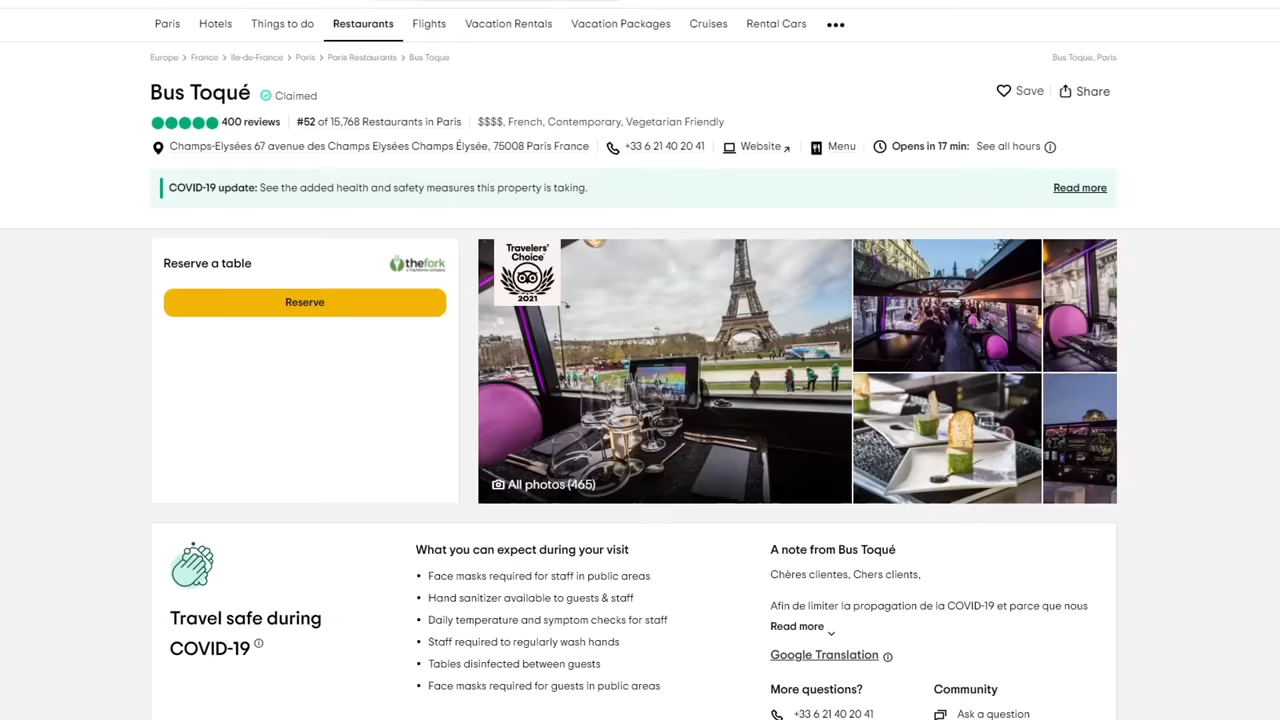 Paris Hotels Things to do Restaurants Flights Vacation Rentals Vacation Packages Cruises Rental Cars
Europe > France > Ile-de-France > Paris > Paris Restaurants > Bus Toque
Bus Toque, Paris
Bus Toqué Claimed
Save Share
400 reviews #52 of 15,768 Restaurants in Paris $$$$, French, Contemporary, Vegetarian Friendly
Champs-Elysées 67 avenue des Champs Elysées Champs Élysée, 75008 Paris France +33 6 21 40 20 41 Website Menu Opens in 17 min: See all hours
COVID-19 update: See the added health and safety measures this property is taking. Read more
Reserve a table
thefork
Reserve
Travelers'
Choice
2021
All photos (465)
Travel safe during
COVID-19
What you can expect during your visit
• Face masks required for staff in public areas
• Hand sanitizer available to guests & staff
• Daily temperature and symptom checks for staff
• Staff required to regularly wash hands
• Tables disinfected between guests
• Face masks required for guests in public areas
A note from Bus Toqué
Chères clientes, Chers clients,
Afin de limiter la propagation de la COVID-19 et parce que nous
Read more
Google Translation
More questions?
+33 6 21 40 20 41
Community
Ask a question